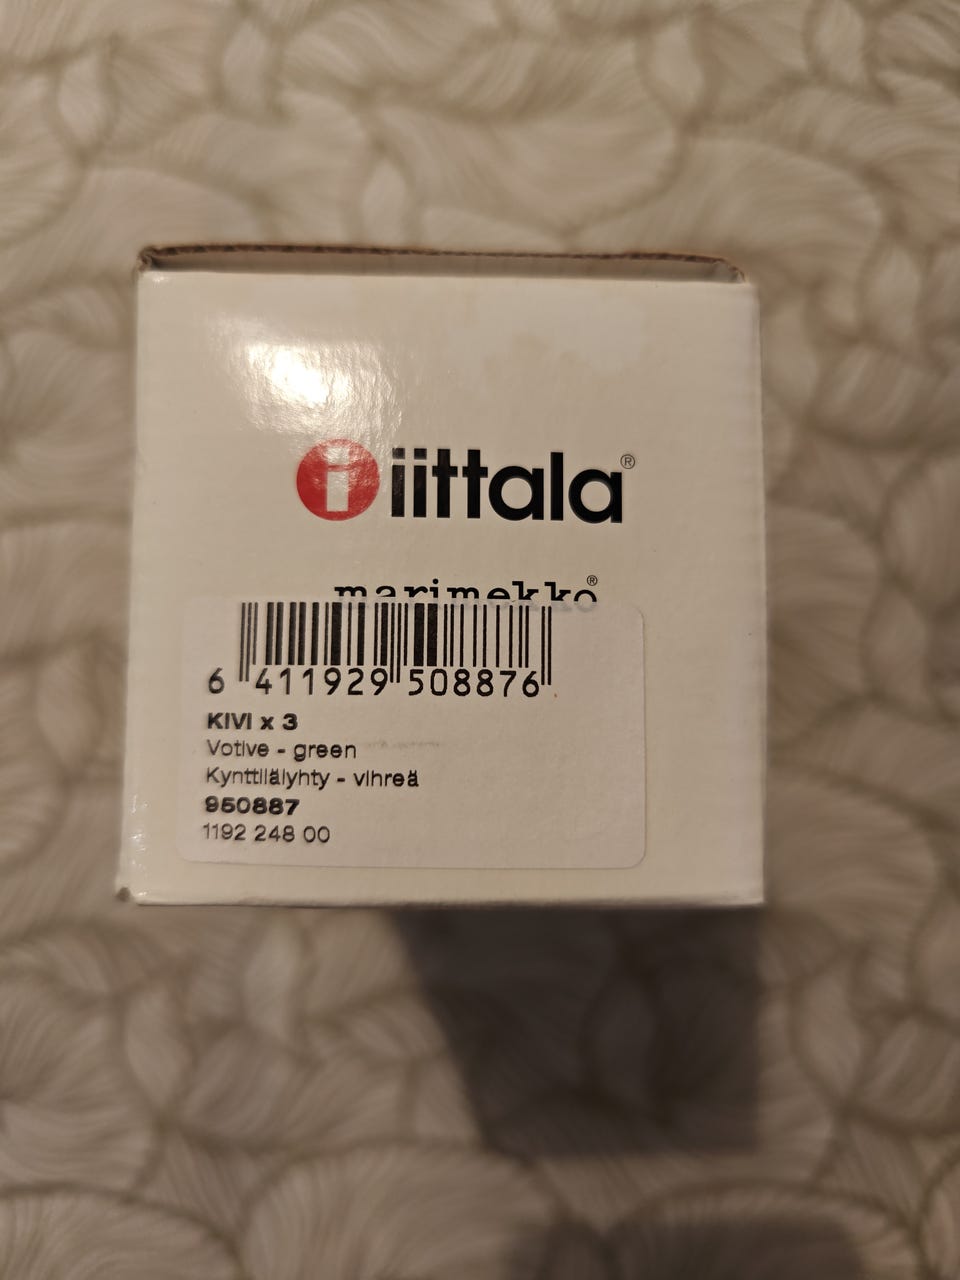 i iittala®
marimekko®
6 411929 508876
KIVI x 3
Votive - green
Kynttilälyhty - vihreä
950887
1192 248 00